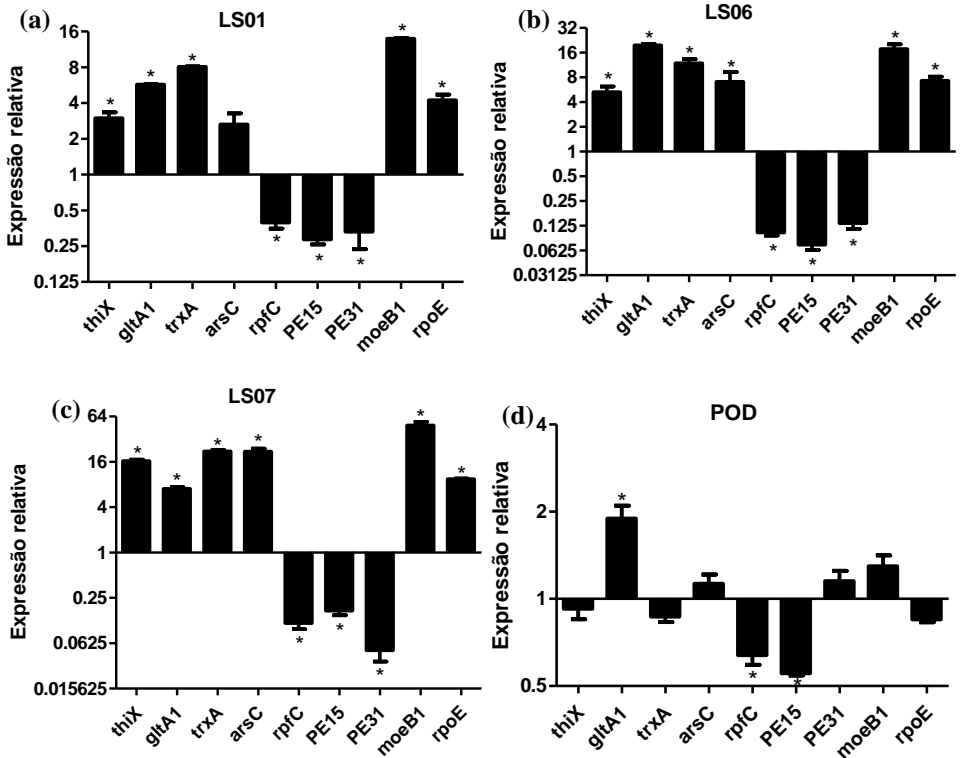 (a)
LS01
Expressão relativa
16
8
4
2
1
0.5
0.25
0.125
*
*
*
*
*
*
*
*
thiX
gltA1
trxA
arsC
rpfC
PE15
PE31
moeB1
rpoE
(b)
LS06
Expressão relativa
32
16
8
4
2
1
0.5
0.25
0.125
0.0625
0.03125
*
*
*
*
*
*
*
*
*
thiX
gltA1
trxA
arsC
rpfC
PE15
PE31
moeB1
rpoE
(c)
LS07
Expressão relativa
64
16
4
1
0.25
0.0625
0.015625
*
*
*
*
*
*
*
*
*
thiX
gltA1
trxA
arsC
rpfC
PE15
PE31
moeB1
rpoE
(d)
POD
Expressão relativa
4
2
1
0.5
*
*
*
thiX
gltA1
trxA
arsC
rpfC
PE15
PE31
moeB1
rpoE